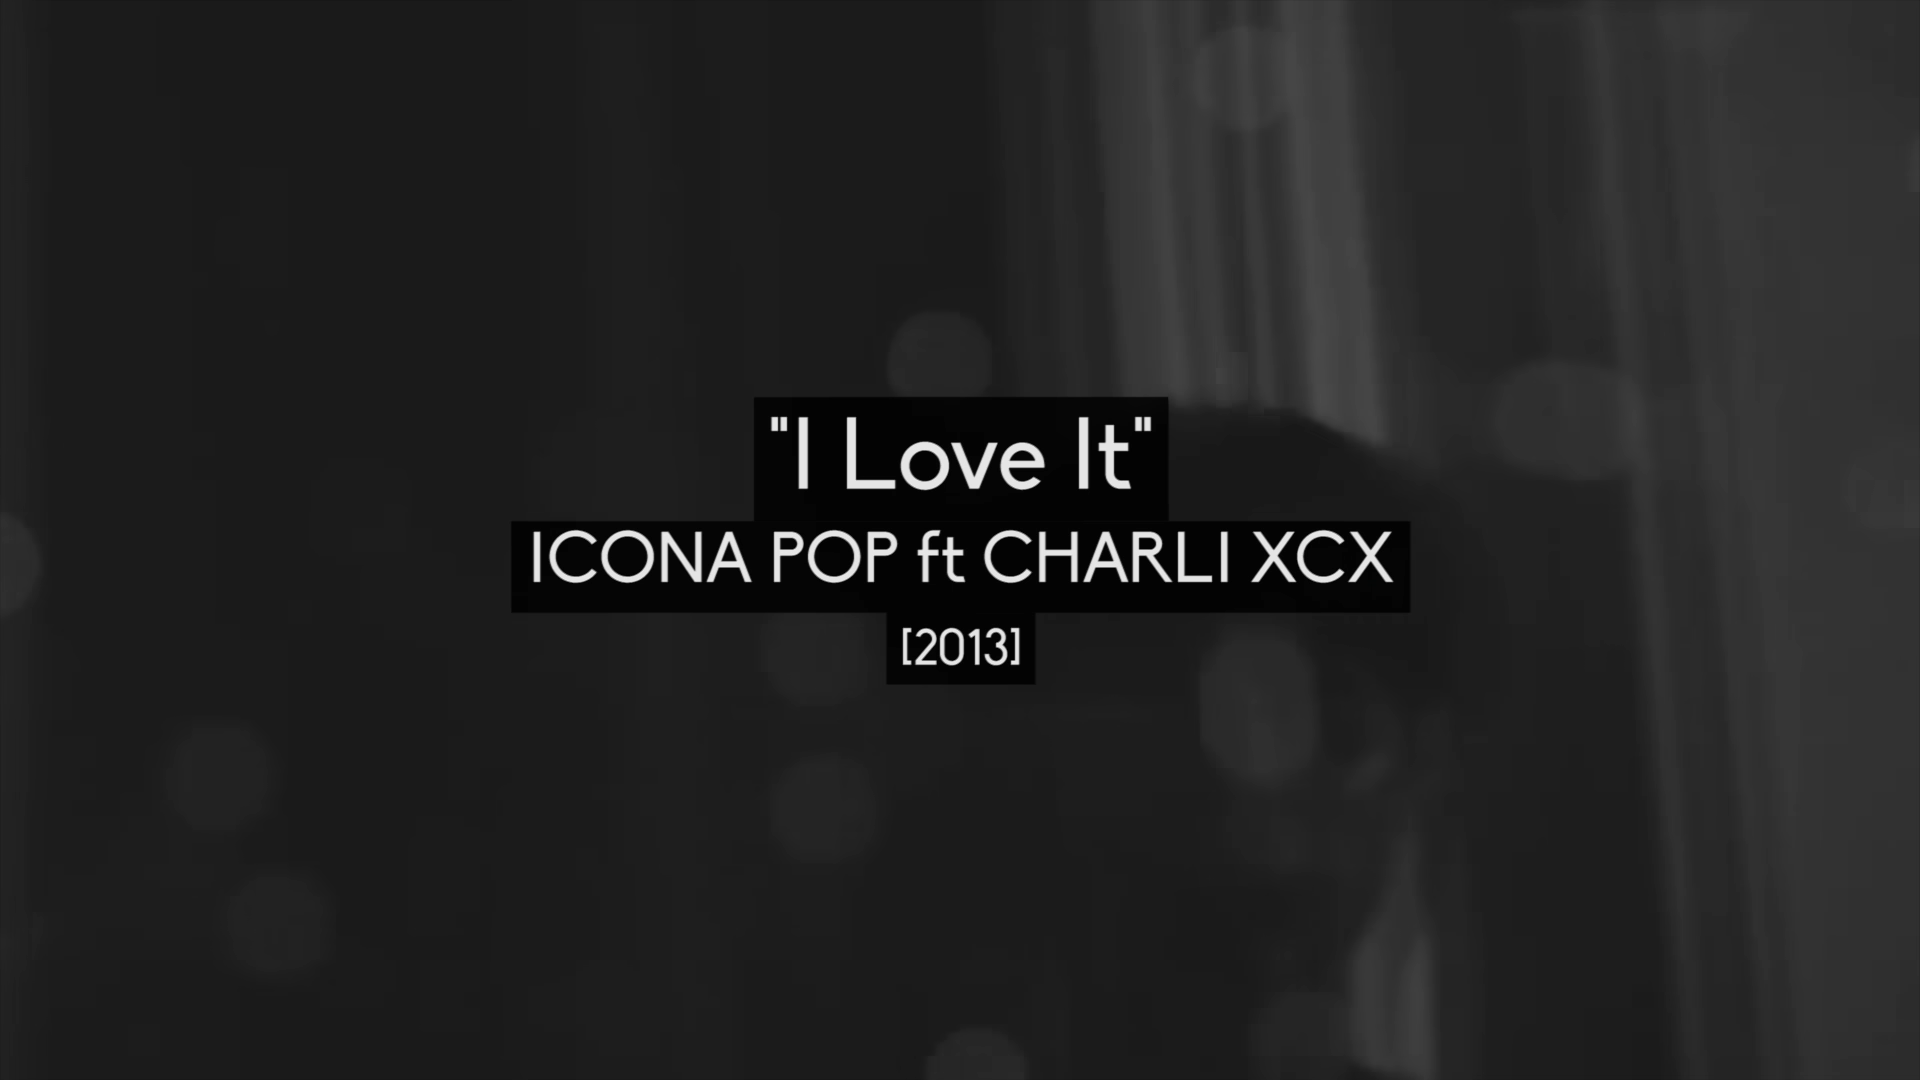 "I Love It"
ICONA POP ft CHARLI XCX
[2013]